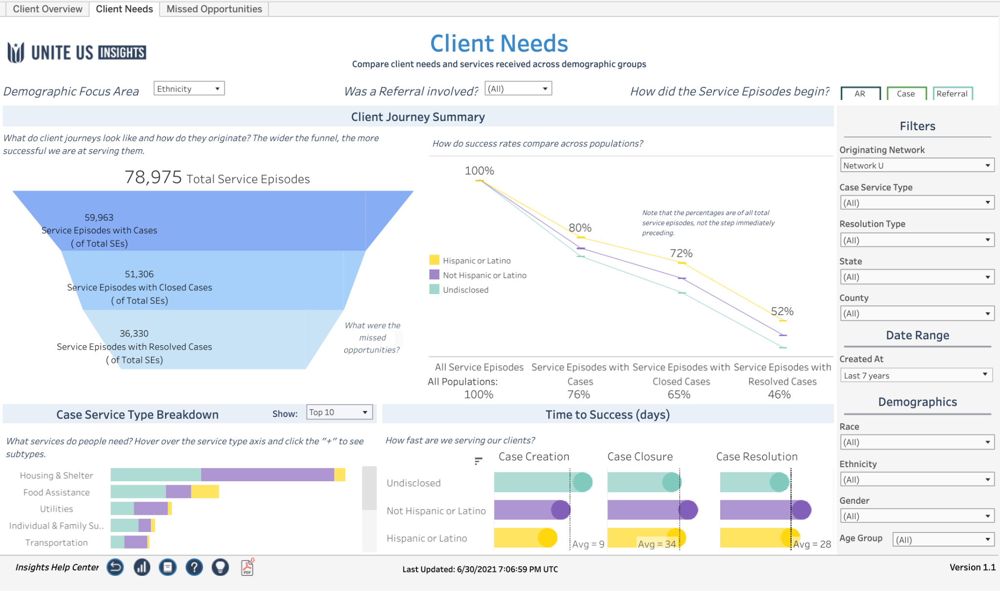 Client Overview
Client Needs
Missed Opportunities
UNITE US INSIGHTS
Client Needs
Compare client needs and services received across demographic groups
Demographic Focus Area
Ethnicity
Was a Referral involved?
(All)
How did the Service Episodes begin?
AR
Case
Referral
Client Journey Summary
What do client journeys look like and how do they originate? The wider the funnel, the more
successful we are at serving them.
78,975 Total Service Episodes
59,963
Service Episodes with Cases
( of Total SEs)
51,306
Service Episodes with Closed Cases
( of Total SEs)
36,330
Service Episodes with Resolved Cases
( of Total SEs)
What were the
missed
opportunities?
How do success rates compare across populations?
100%
80%
72%
52%
Note that the percentages are of all total
service episodes, not the step immediately
preceding.
Hispanic or Latino
Not Hispanic or Latino
Undisclosed
All Service Episodes
Service Episodes with
Cases
Service Episodes with
Closed Cases
Service Episodes with
Resolved Cases
All Populations:
100%
76%
65%
46%
Case Service Type Breakdown
Show:
Top 10
What services do people need? Hover over the service type axis and click the "+" to see
subtypes.
Housing & Shelter
Food Assistance
Utilities
Individual & Family Su..
Transportation
Time to Success (days)
How fast are we serving our clients?
Case Creation
Case Closure
Case Resolution
Undisclosed
Not Hispanic or Latino
Hispanic or Latino
Avg = 9
Avg = 34
Avg = 28
Filters
Originating Network
Network U
Case Service Type
(All)
Resolution Type
(All)
State
(All)
County
(All)
Date Range
Created At
Last 7 years
Demographics
Race
(All)
Ethnicity
(All)
Gender
(All)
Age Group
(All)
Insights Help Center
?
PDF
Last Updated: 6/30/2021 7:06:59 PM UTC
Version 1.1